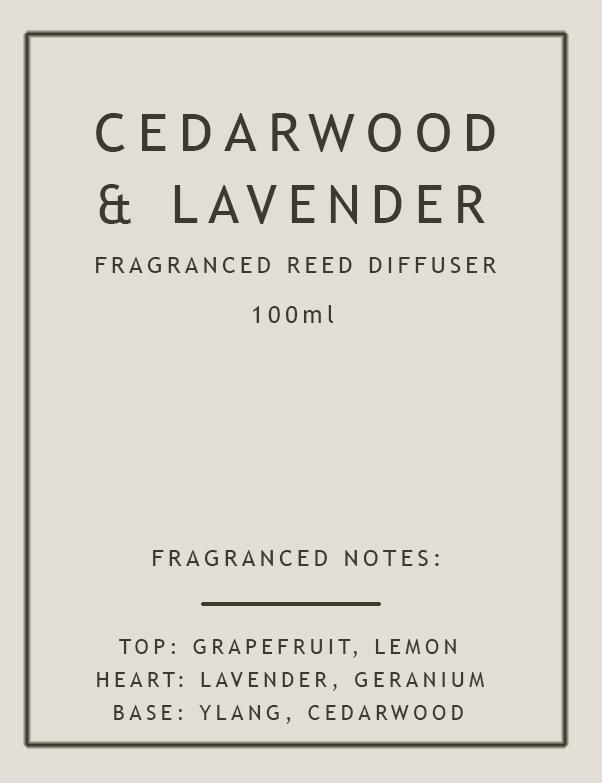 CEDARWOOD
& LAVENDER
FRAGRANCED REED DIFFUSER
100ml
FRAGRANCED NOTES:
TOP: GRAPEFRUIT, LEMON
HEART: LAVENDER, GERANIUM
BASE: YLANG, CEDARWOOD